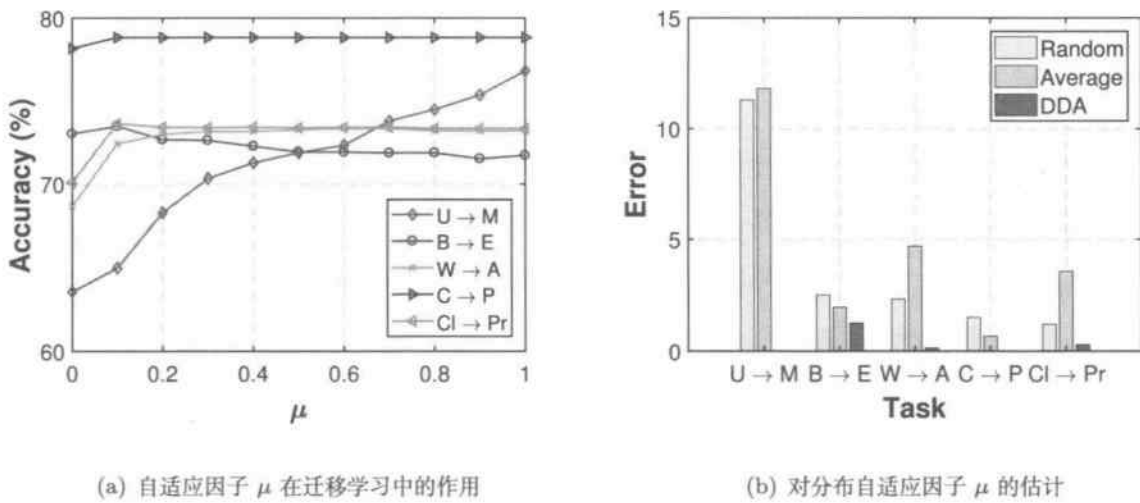 80
70
60
Accuracy (%)
U → M
B → E
W → A
C → P
Cl → Pr
0 0.2 0.4 0.6 0.8 1
μ
(a) 自适应因子 μ 在迁移学习中的作用
15
10
5
0
Error
Random
Average
DDA
U → M B → E W → A C → P Cl → Pr
Task
(b) 对分布自适应因子 μ 的估计